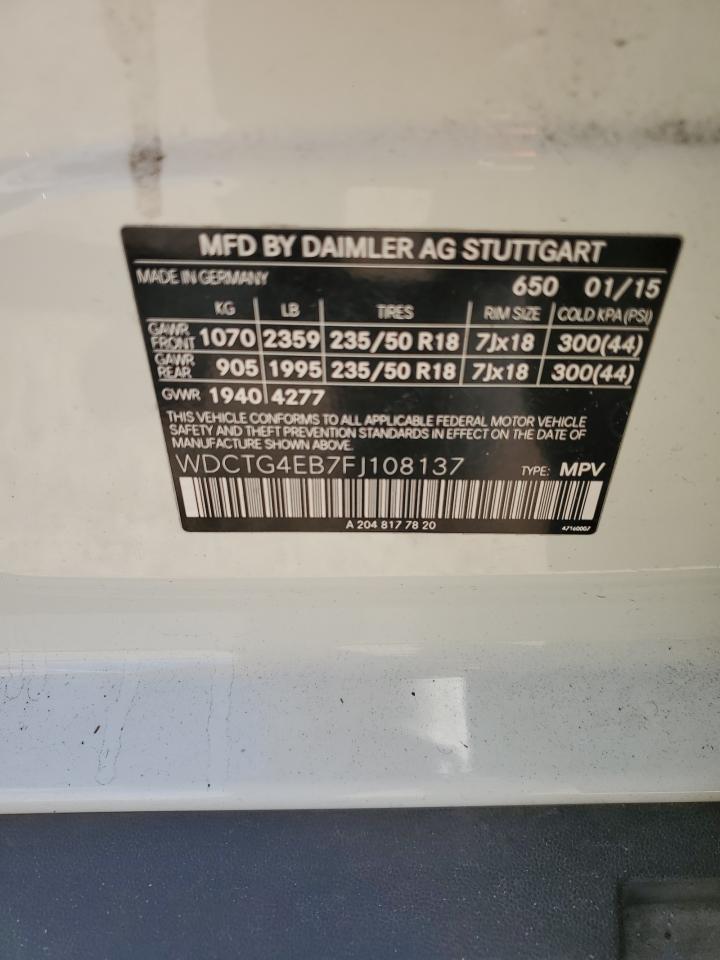 MFD BY DAIMLER AG STUTTGART
MADE IN GERMANY 650 01/15
KG LB TIRES RIM SIZE COLD KPA (PSI)
GAWR FRONT 1070 2359 235/50 R18 7Jx18 300(44)
GAWR REAR 905 1995 235/50 R18 7Jx18 300(44)
GVWR 1940 4277
THIS VEHICLE CONFORMS TO ALL APPLICABLE FEDERAL MOTOR VEHICLE
SAFETY AND THEFT PREVENTION STANDARDS IN EFFECT ON THE DATE OF
MANUFACTURE SHOWN ABOVE.
WDCTG4EB7FJ108137 TYPE: MPV
A 204 817 78 20 47160007